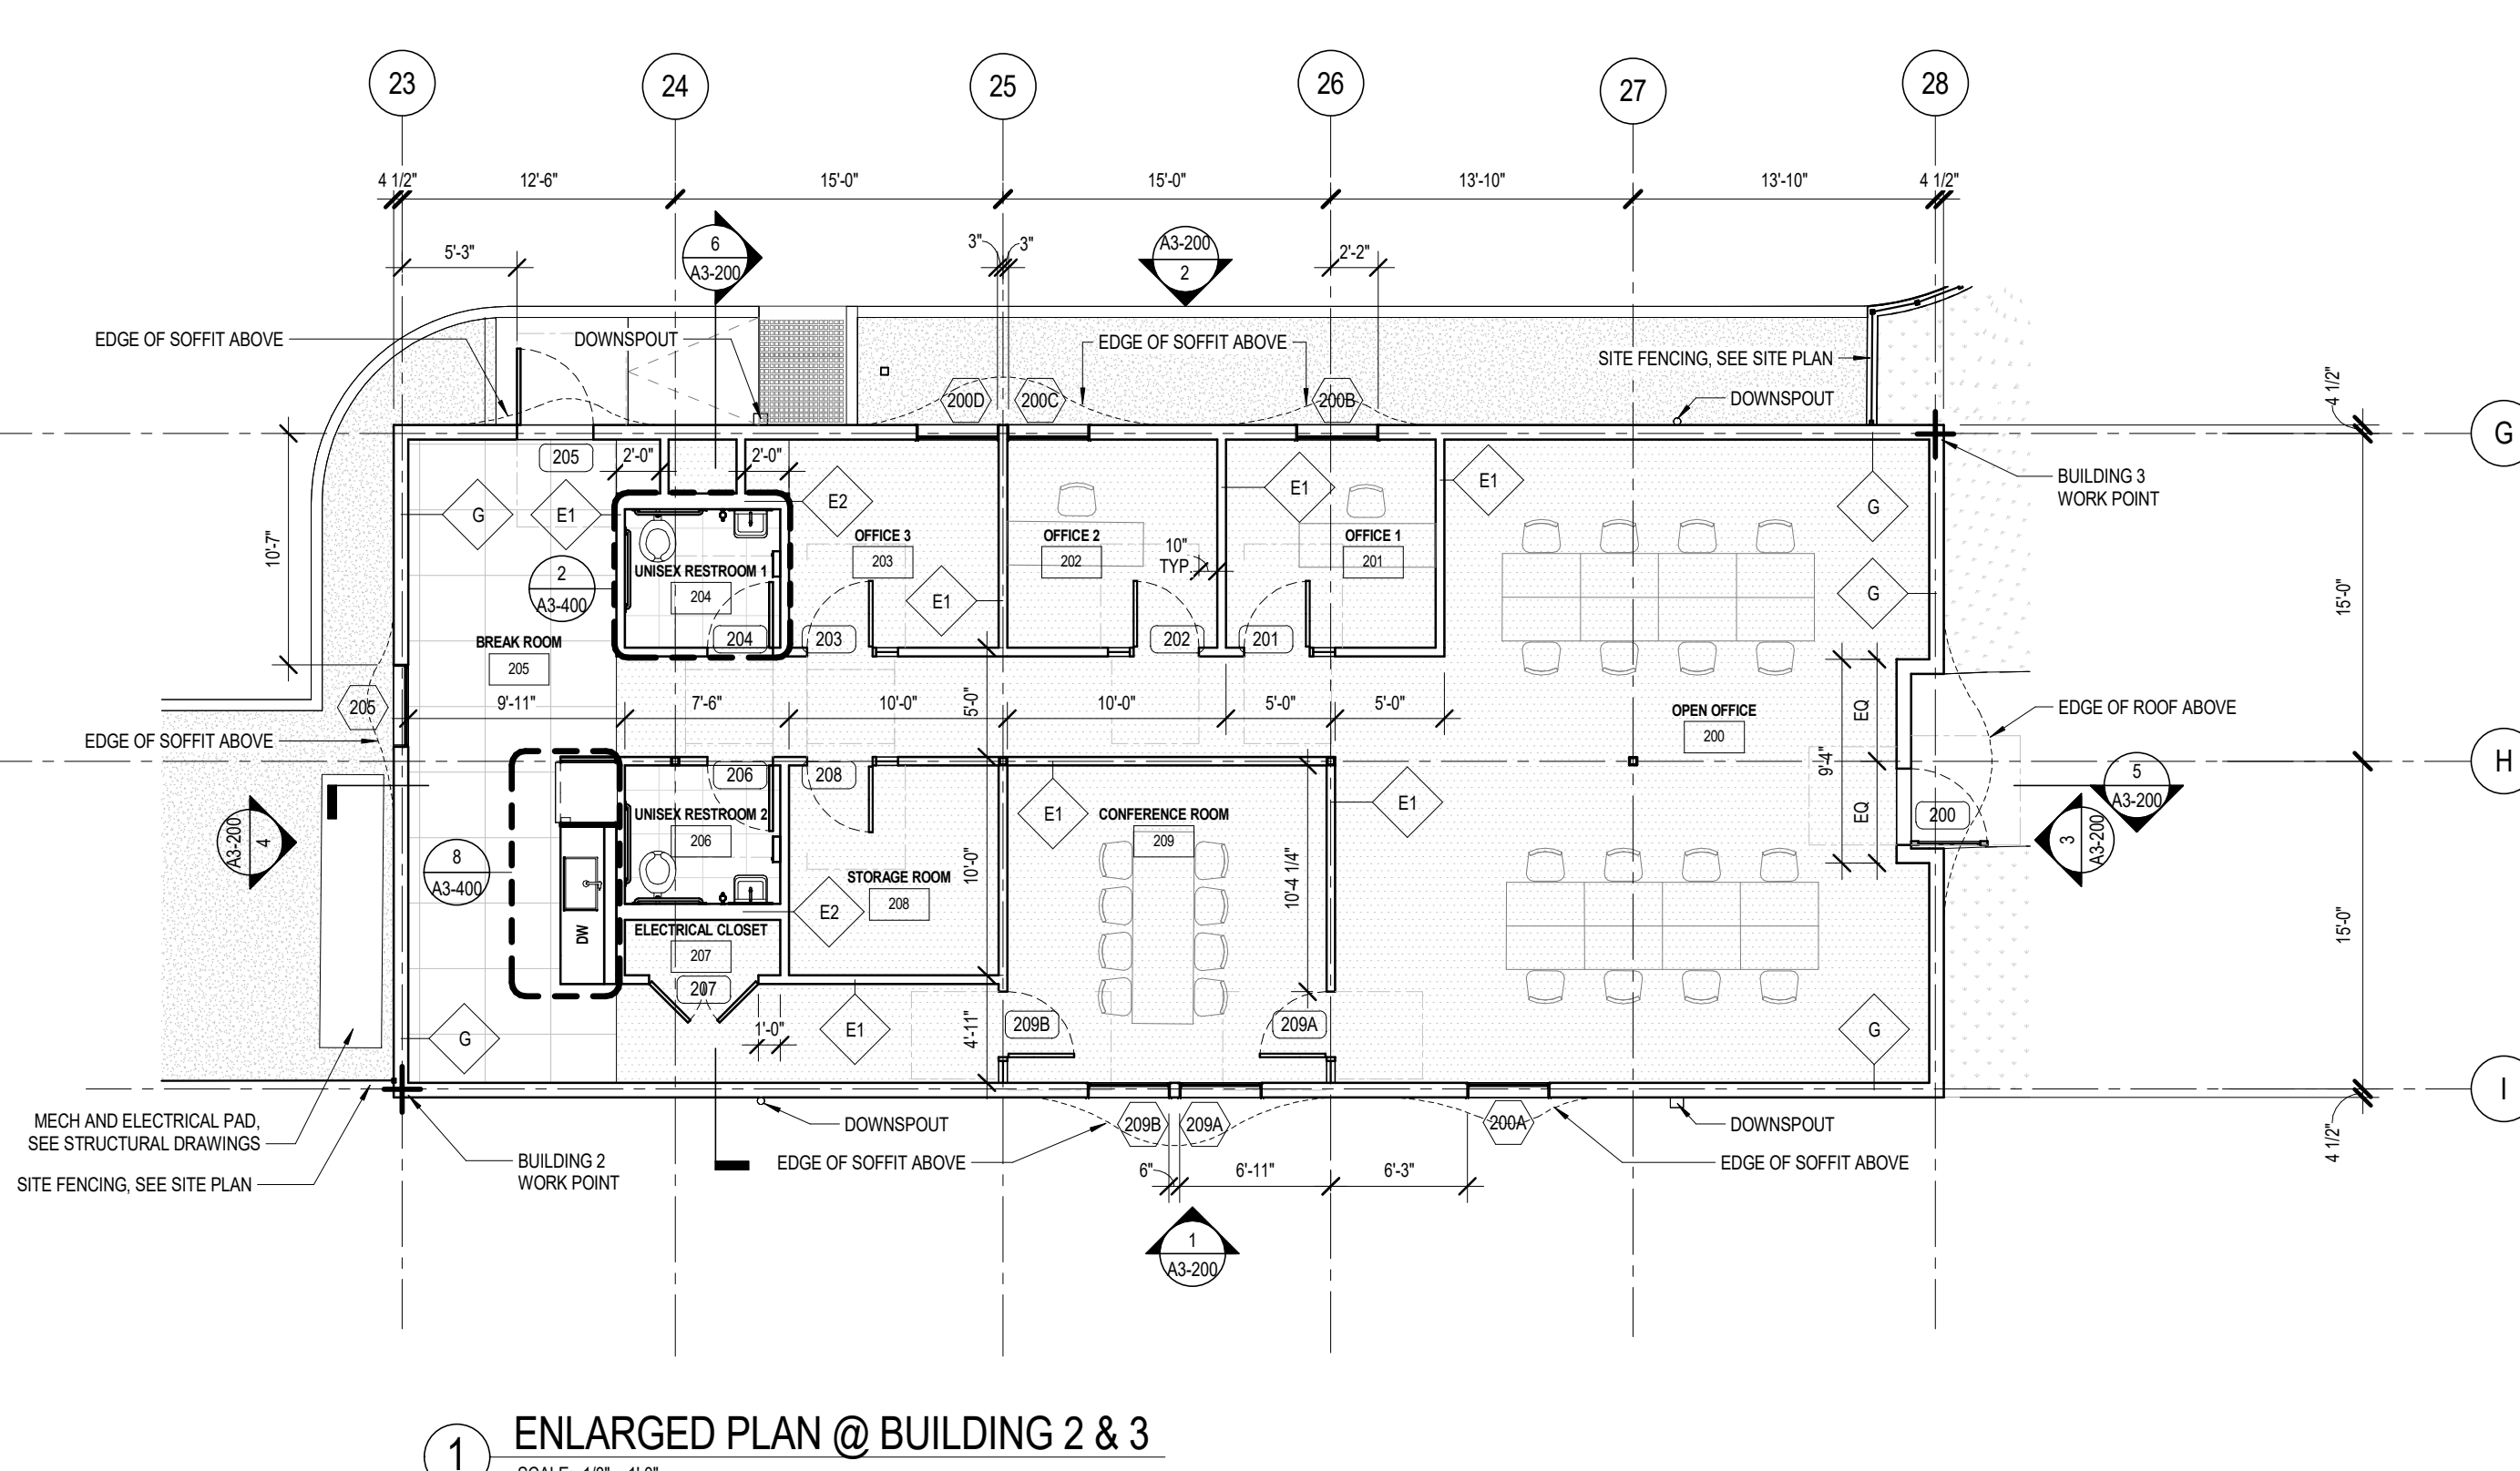 23
24
25
26
27
28
4 1/2"
12'-6"
15'-0"
15'-0"
13'-10"
13'-10"
4 1/2"
5'-3"
6
A3-200
3"
3"
A3-200
2
2'-2"
EDGE OF SOFFIT ABOVE
DOWNSPOUT
EDGE OF SOFFIT ABOVE
SITE FENCING, SEE SITE PLAN
DOWNSPOUT
200D
200C
200B
4 1/2"
G
205
2'-0"
2'-0"
E2
E1
E1
G
BUILDING 3
WORK POINT
G
E1
10'-7"
OFFICE 3
203
OFFICE 2
202
10"
TYP.
OFFICE 1
201
2
A3-400
UNISEX RESTROOM 1
204
E1
G
15'-0"
BREAK ROOM
205
204
203
202
201
205
9'-11"
7'-6"
10'-0"
5'-0"
10'-0"
5'-0"
5'-0"
OPEN OFFICE
200
EQ
EDGE OF ROOF ABOVE
EDGE OF SOFFIT ABOVE
206
208
9'-4"
H
5
A3-200
A3-200
4
8
A3-400
UNISEX RESTROOM 2
206
E1
CONFERENCE ROOM
209
E1
EQ
200
3
A3-200
STORAGE ROOM
208
10'-0"
10'-4 1/4"
E2
DW
ELECTRICAL CLOSET
207
15'-0"
207
G
1'-0"
E1
4'-11"
209B
209A
G
I
MECH AND ELECTRICAL PAD,
SEE STRUCTURAL DRAWINGS
DOWNSPOUT
209B
209A
200A
DOWNSPOUT
4 1/2"
BUILDING 2
WORK POINT
EDGE OF SOFFIT ABOVE
6"
6'-11"
6'-3"
EDGE OF SOFFIT ABOVE
SITE FENCING, SEE SITE PLAN
1
A3-200
1
ENLARGED PLAN @ BUILDING 2 & 3